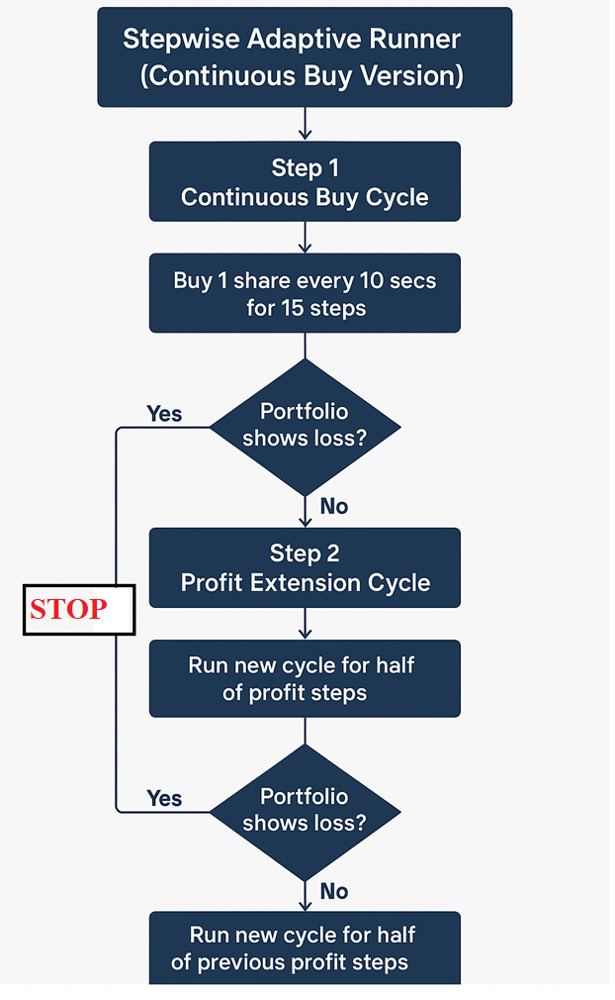 Stepwise Adaptive Runner
(Continuous Buy Version)
Step 1
Continuous Buy Cycle
Buy 1 share every 10 secs
for 15 steps
Yes
Portfolio
shows loss?
No
Step 2
Profit Extension Cycle
STOP
Run new cycle for half
of profit steps
Yes
Portfolio
shows loss?
No
Run new cycle for half
of previous profit steps